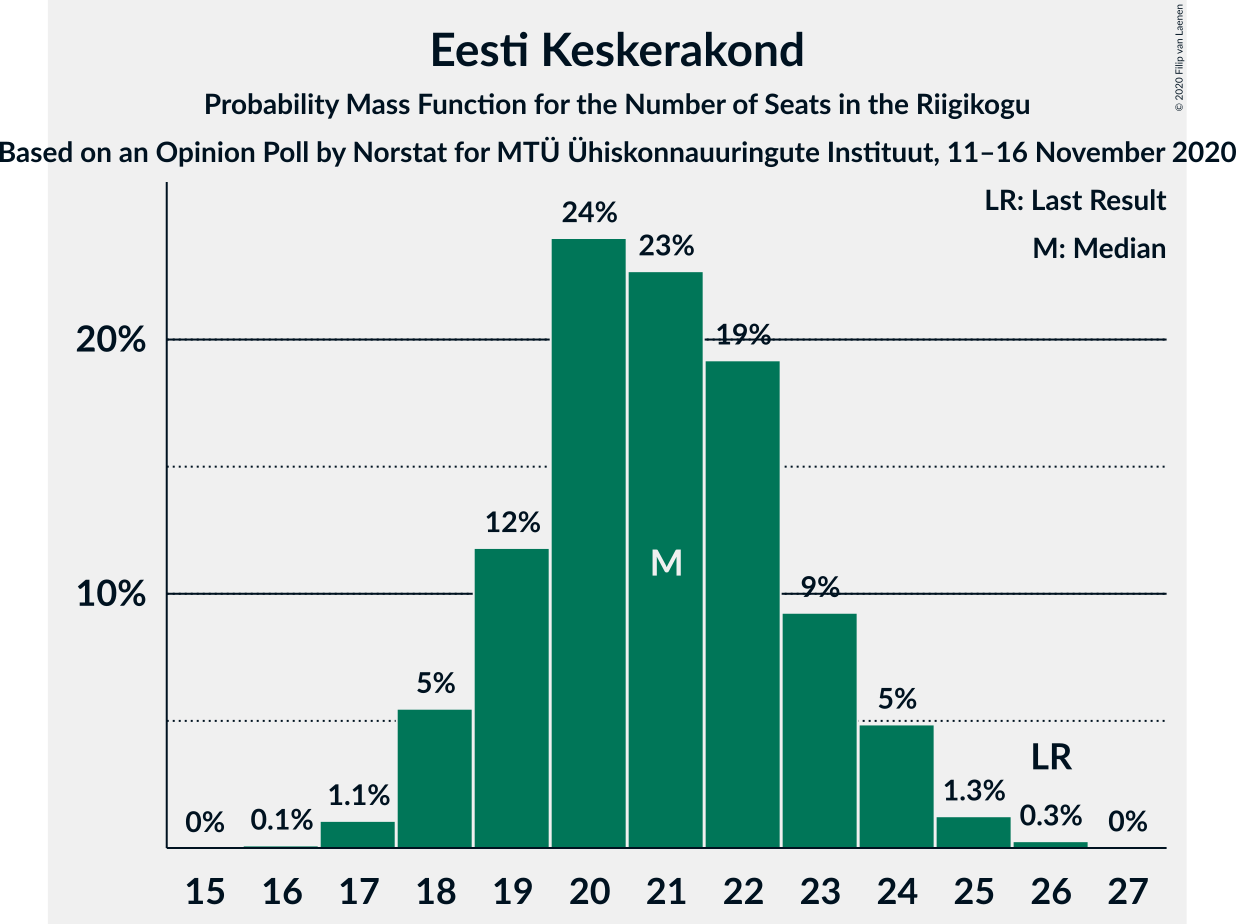 Eesti Keskerakond
Probability Mass Function for the Number of Seats in the Riigikogu
Based on an Opinion Poll by Norstat for MTÜ Ühiskonnauuringute Instituut, 11–16 November 2020
© 2020 Filip van Laenen
LR: Last Result
M: Median
24%
23%
20%
19%
12%
M
10%
9%
5%
5%
LR
1.1%
1.3%
0%
0.1%
0.3%
0%
15 16 17 18 19 20 21 22 23 24 25 26 27